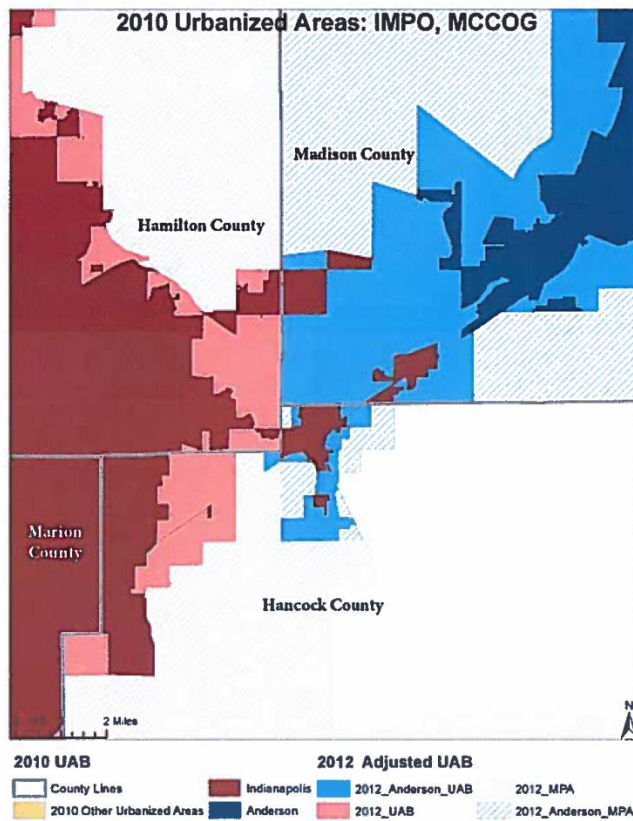 2010 Urbanized Areas: IMPO, MCCOG
Madison County
Hamilton County
Marion
County
Hancock County
2 Miles
N
2010 UAB
2012 Adjusted UAB
County Lines
Indianapolis
2012_Anderson_UAB
2012_MPA
2010 Other Urbanized Areas
Anderson
2012_UAB
2012_Anderson_MPA